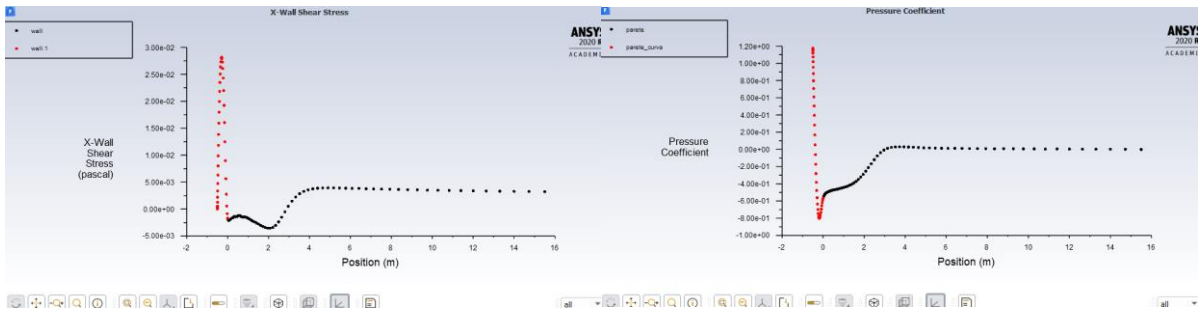 X-Wall Shear Stress
wall
wall.1
ANSYS
2020 R
ACADEMI
3.00e-02
2.50e-02
2.00e-02
1.50e-02
1.00e-02
5.00e-03
0.00e+00
-5.00e-03
X-Wall
Shear
Stress
(pascal)
-2 0 2 4 6 8 10 12 14 16
Position (m)
all
Pressure Coefficient
parete
parete_curva
ANSYS
2020 R
ACADEMI
1.20e+00
1.00e+00
8.00e-01
6.00e-01
4.00e-01
2.00e-01
0.00e+00
-2.00e-01
-4.00e-01
-6.00e-01
-8.00e-01
-1.00e+00
Pressure
Coefficient
-2 0 2 4 6 8 10 12 14 16
Position (m)
all